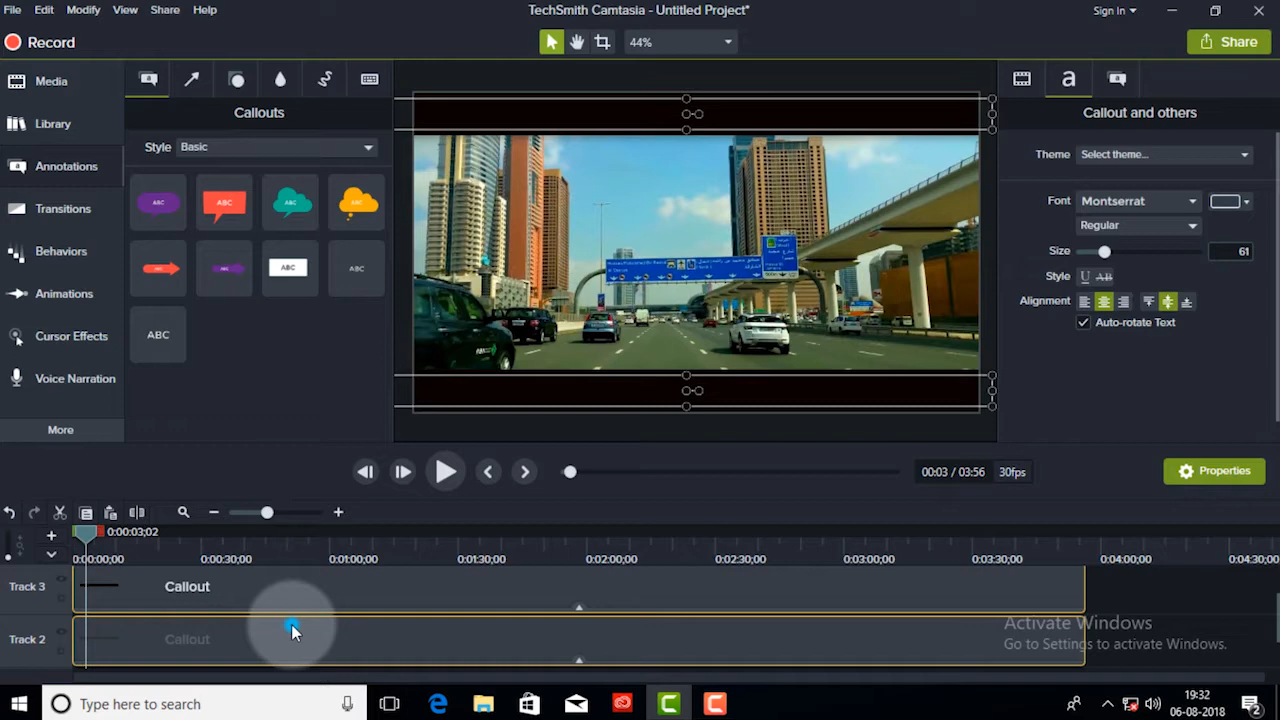 File Edit Modify View Share Help
TechSmith Camtasia - Untitled Project*
Sign In
Record
44%
Share
Media
Library
Annotations
Transitions
Behaviors
Animations
Cursor Effects
Voice Narration
More
Callouts
Style Basic
ABC ABC ABC ABC
ABC ABC
ABC
Callout and others
Theme Select theme...
Font Montserrat
Regular
Size 61
Style U AB
Alignment
Auto-rotate Text
00:03 / 03:56 30fps
Properties
0:00:03;02
0:00:00;00 0:00:30;00 0:01:00;00 0:01:30;00 0:02:00;00 0:02:30;00 0:03:00;00 0:03:30;00 0:04:00;00 0:04:30;00
Track 3 Callout
Track 2 Callout
Activate Windows
Go to Settings to activate Windows.
Type here to search
19:32
06-08-2018
2